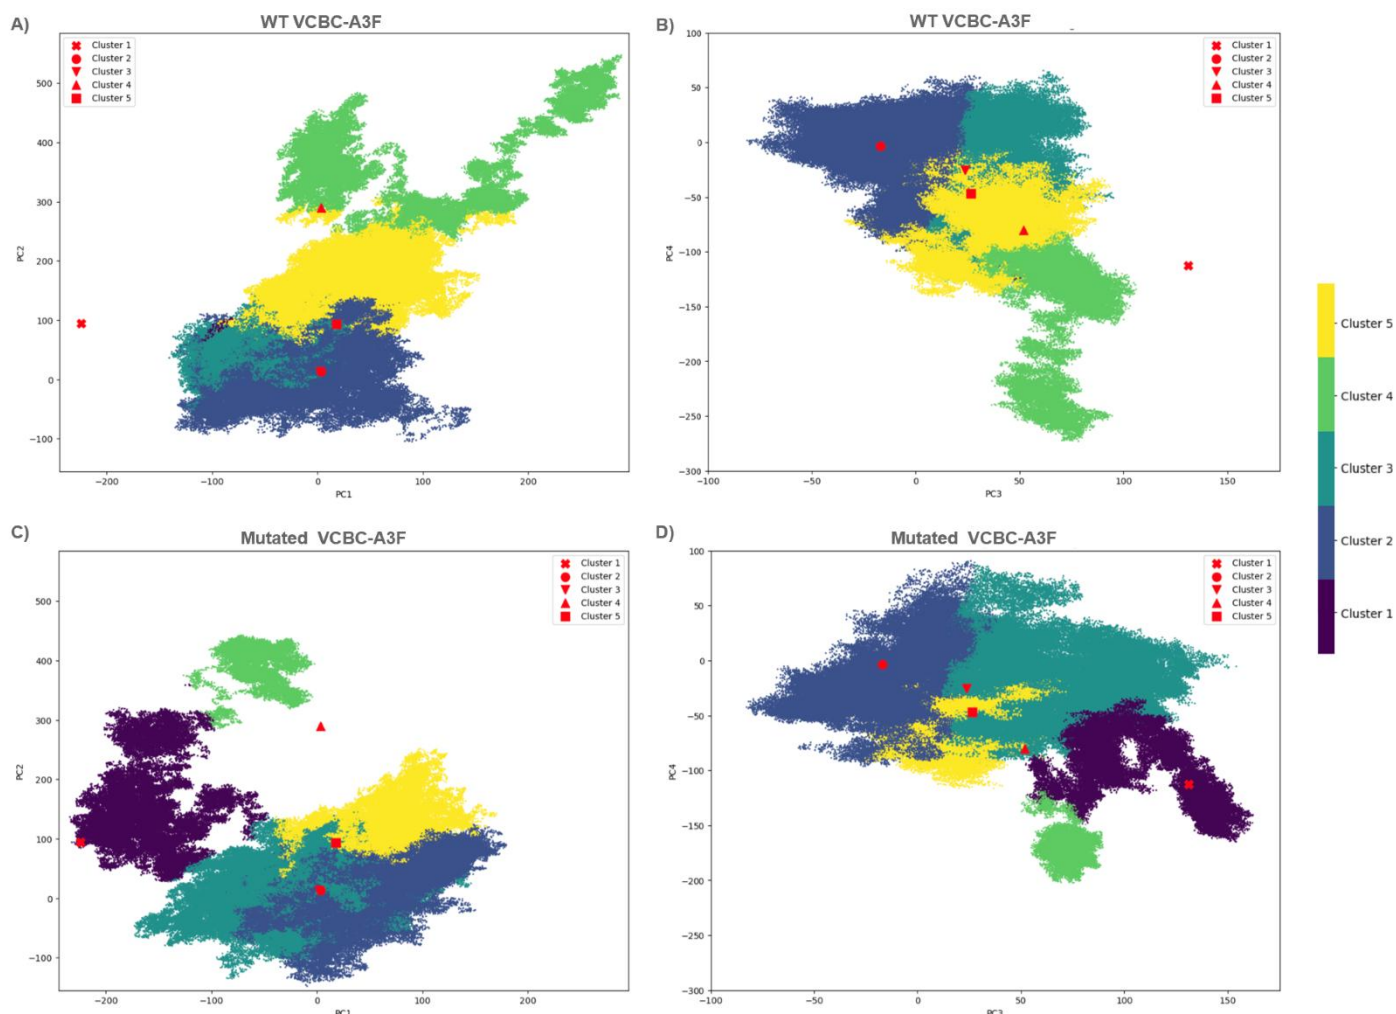 A)
WT VCBC-A3F
Cluster 1
Cluster 2
Cluster 3
Cluster 4
Cluster 5
500
400
300
200
100
0
−100
PC2
−200
−100
0
100
200
PC1
B)
WT VCBC-A3F
Cluster 1
Cluster 2
Cluster 3
Cluster 4
Cluster 5
100
50
0
−50
−100
−150
−200
−250
−300
PC4
−100
−50
0
50
100
150
PC3
C)
Mutated VCBC-A3F
Cluster 1
Cluster 2
Cluster 3
Cluster 4
Cluster 5
500
400
300
200
100
0
−100
PC2
−200
−100
0
100
200
PC1
D)
Mutated VCBC-A3F
Cluster 1
Cluster 2
Cluster 3
Cluster 4
Cluster 5
100
50
0
−50
−100
−150
−200
−250
−300
PC4
−100
−50
0
50
100
150
PC3
Cluster 5
Cluster 4
Cluster 3
Cluster 2
Cluster 1